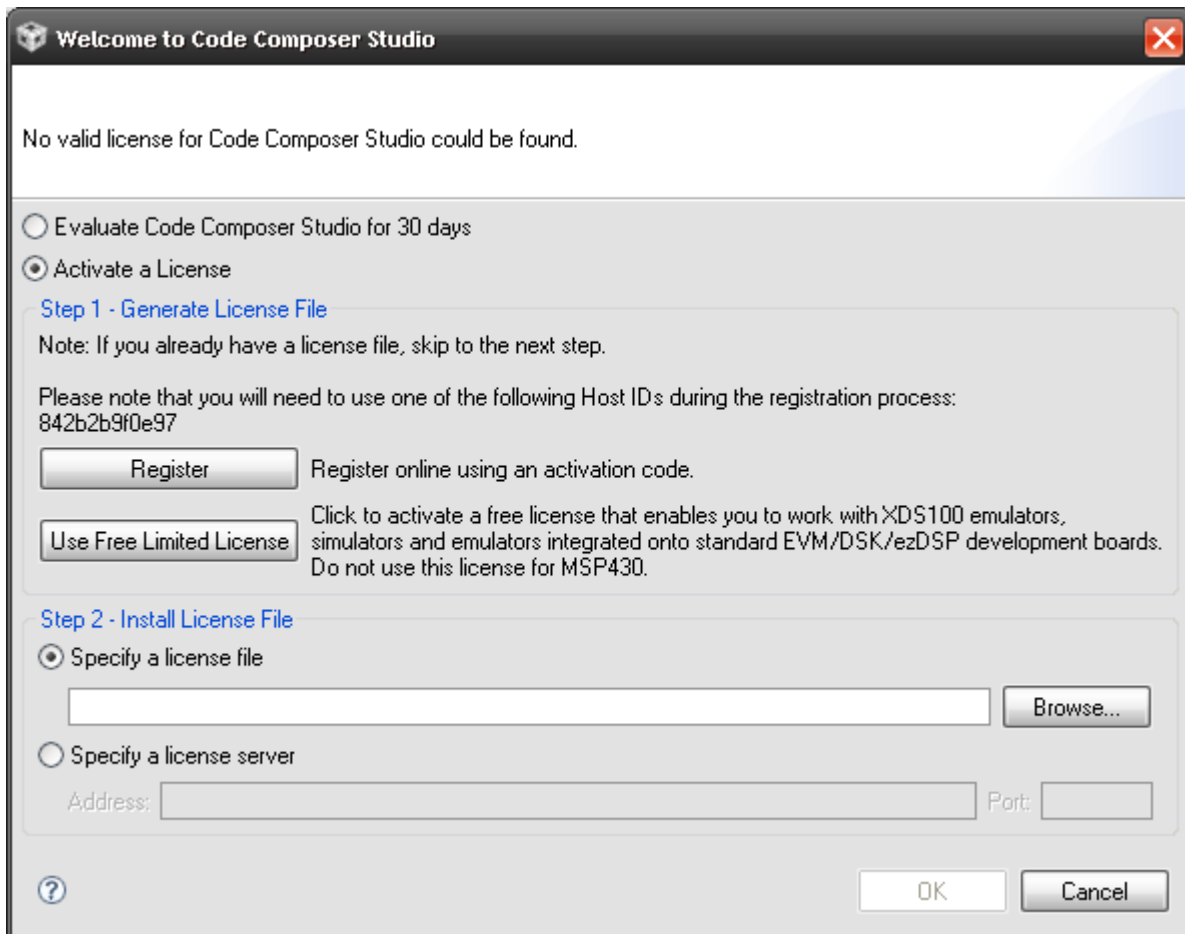 Welcome to Code Composer Studio
No valid license for Code Composer Studio could be found.
Evaluate Code Composer Studio for 30 days
Activate a License
Step 1 - Generate License File
Note: If you already have a license file, skip to the next step.
Please note that you will need to use one of the following Host IDs during the registration process:
842b2b9f0e97
Register
Register online using an activation code.
Use Free Limited License
Click to activate a free license that enables you to work with XDS100 emulators,
simulators and emulators integrated onto standard EVM/DSK/ezDSP development boards.
Do not use this license for MSP430.
Step 2 - Install License File
Specify a license file
Browse...
Specify a license server
Address:
Port:
?
OK
Cancel